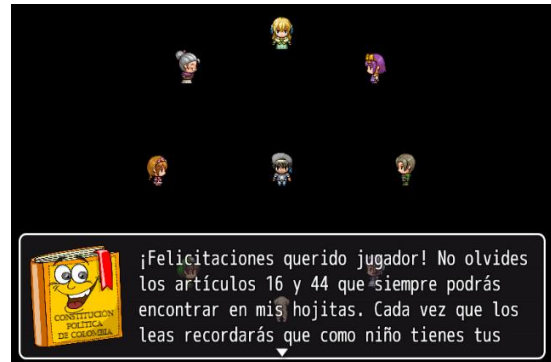 ¡Felicitaciones querido jugador! No olvides
los artículos 16 y 44 que siempre podrás
encontrar en mis hojitas. Cada vez que los
leas recordarás que como niño tienes tus
CONSTITUCIÓN
POLÍTICA
DE COLOMBIA